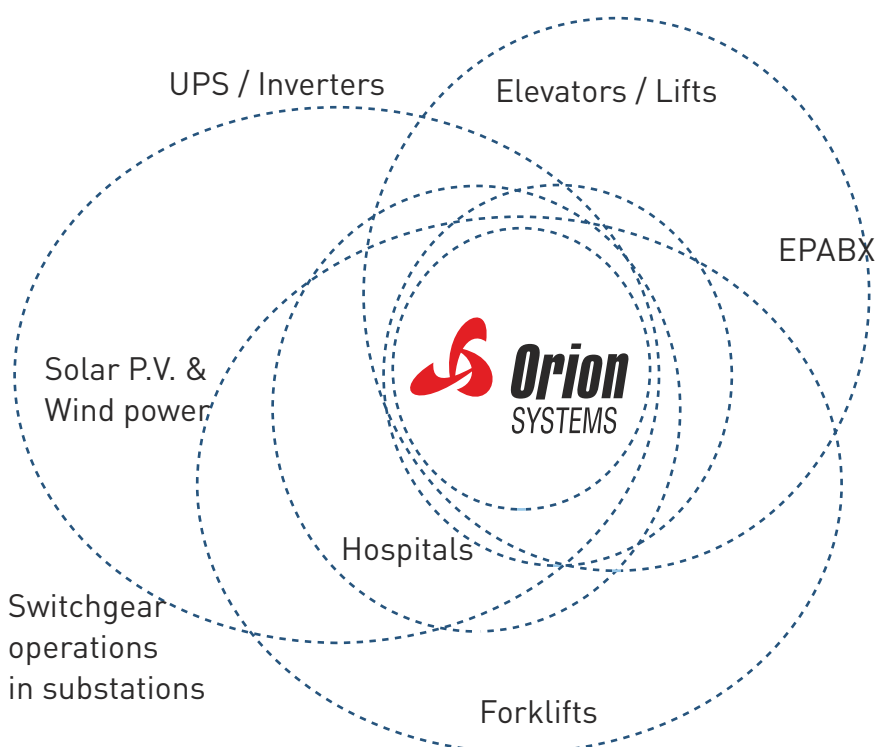 UPS / Inverters
Elevators / Lifts
EPABX
Solar P.V. &
Wind power
Orion
SYSTEMS
Hospitals
Switchgear
operations
in substations
Forklifts